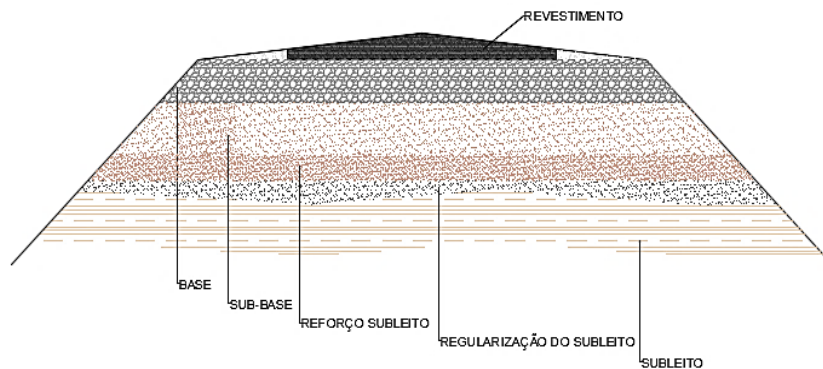 REVESTIMENTO
BASE
SUB-BASE
REFORÇO SUBLEITO
REGULARIZAÇÃO DO SUBLEITO
SUBLEITO